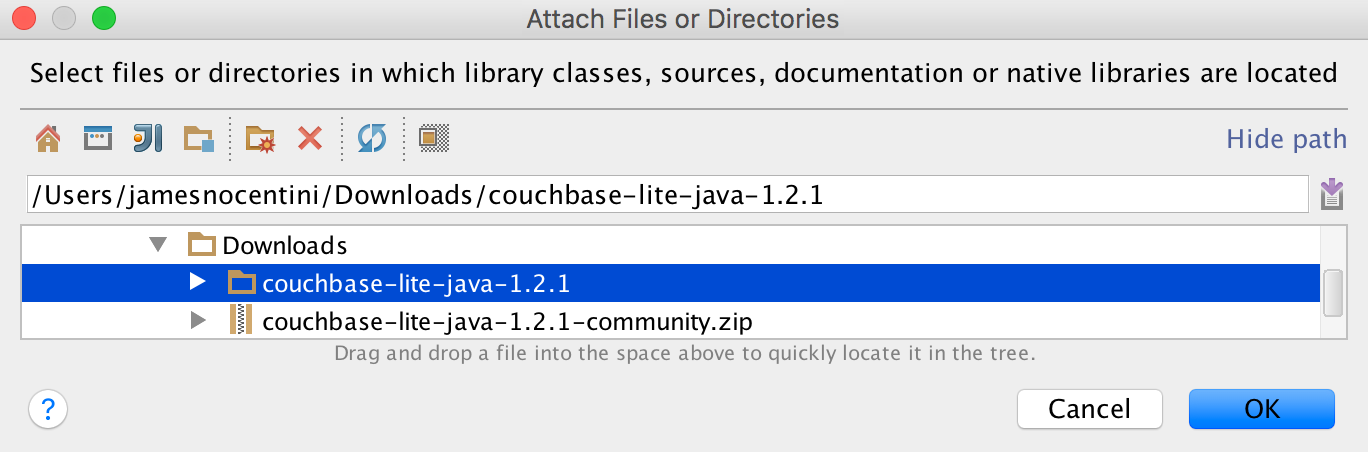 Attach Files or Directories
Select files or directories in which library classes, sources, documentation or native libraries are located
Hide path
/Users/jamesnocentini/Downloads/couchbase-lite-java-1.2.1
Downloads
couchbase-lite-java-1.2.1
couchbase-lite-java-1.2.1-community.zip
Drag and drop a file into the space above to quickly locate it in the tree.
? Cancel OK